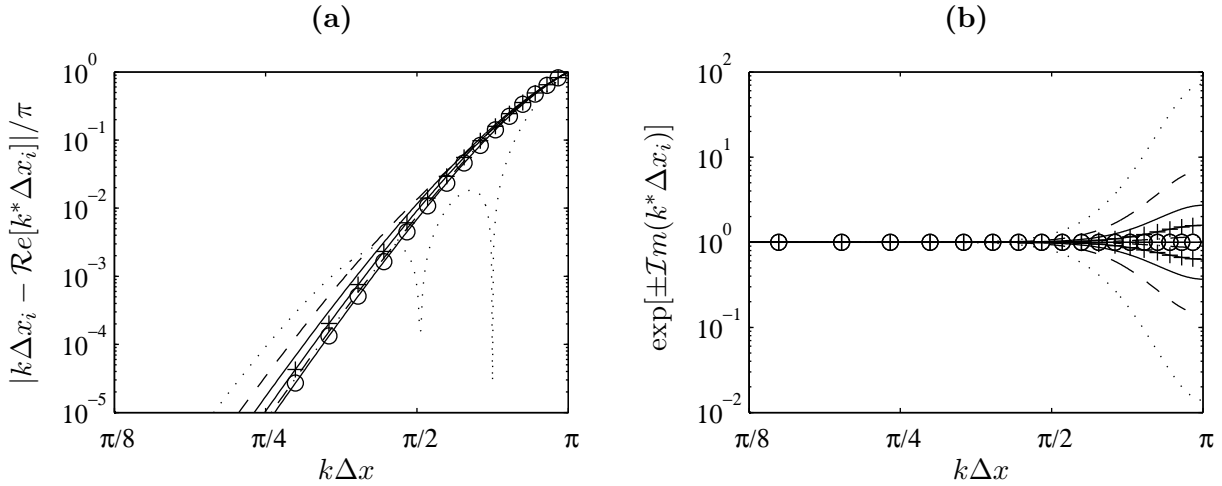 (a)
|kΔx_i − Re[k*Δx_i]|/π
10^0
10^{-1}
10^{-2}
10^{-3}
10^{-4}
10^{-5}
π/8
π/4
π/2
π
kΔx
(b)
exp[±Im(k*Δx_i)]
10^2
10^1
10^0
10^{-1}
10^{-2}
π/8
π/4
π/2
π
kΔx